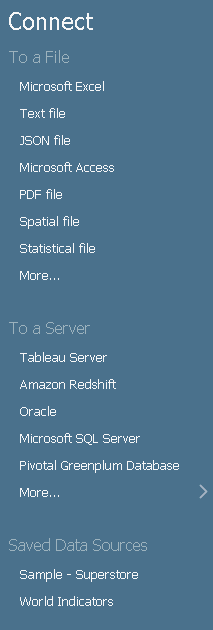 Connect
To a File
Microsoft Excel
Text file
JSON file
Microsoft Access
PDF file
Spatial file
Statistical file
More...
To a Server
Tableau Server
Amazon Redshift
Oracle
Microsoft SQL Server
Pivotal Greenplum Database
More...
Saved Data Sources
Sample - Superstore
World Indicators